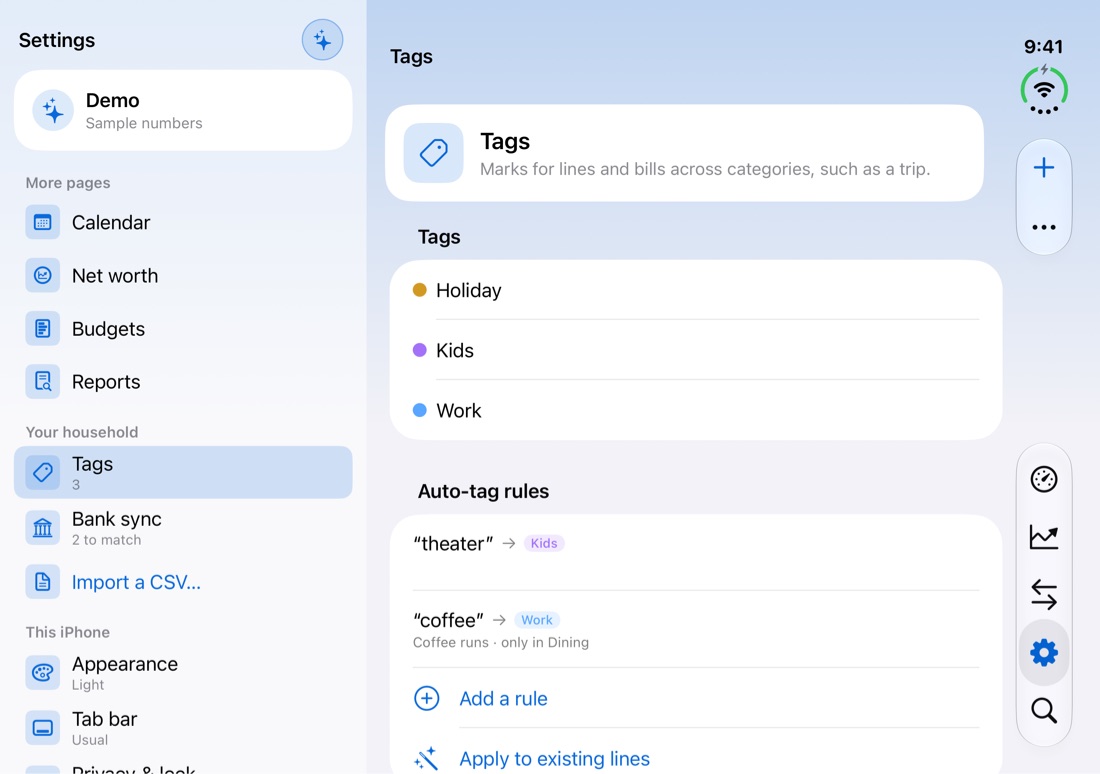 Settings
Demo
Sample numbers
More pages
Calendar
Net worth
Budgets
Reports
Your household
Tags
3
Bank sync
2 to match
Import a CSV...
This iPhone
Appearance
Light
Tab bar
Usual
Privacy & lock
Tags
Tags
Marks for lines and bills across categories, such as a trip.
Tags
Holiday
Kids
Work
Auto-tag rules
“theater” → Kids
“coffee” → Work
Coffee runs · only in Dining
Add a rule
Apply to existing lines
9:41